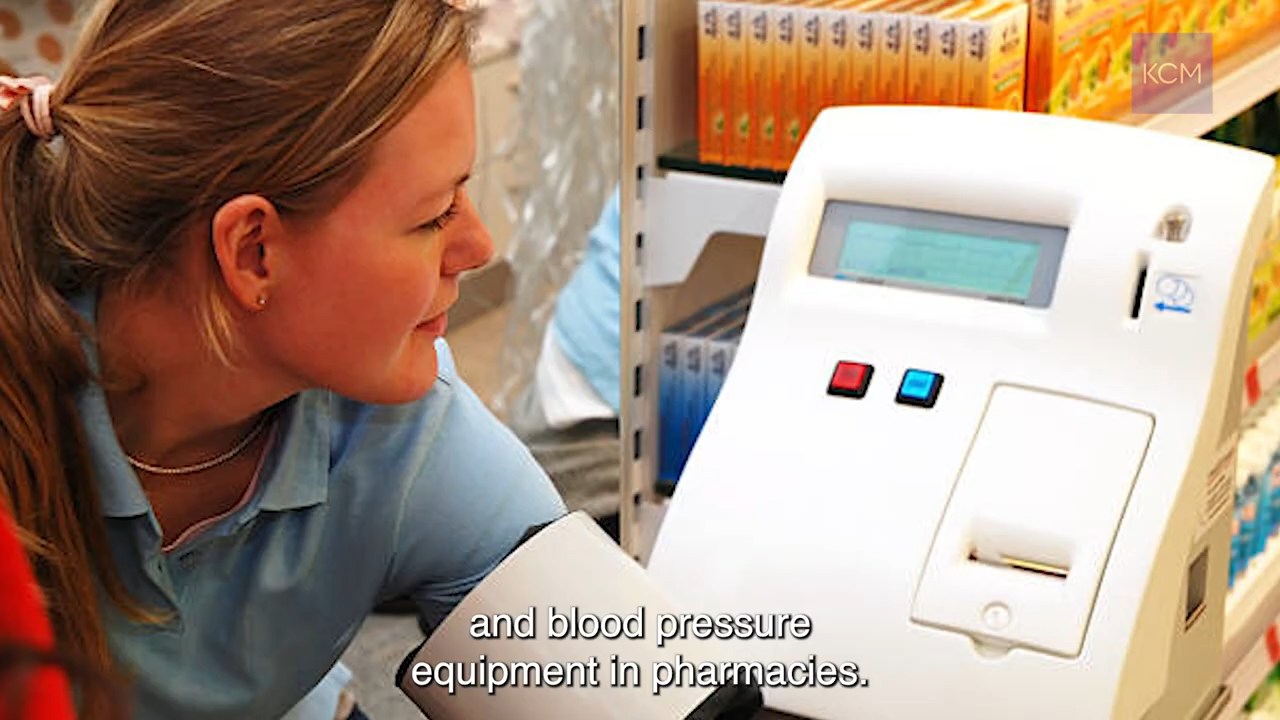 KCM
and blood pressure
equipment in pharmacies.